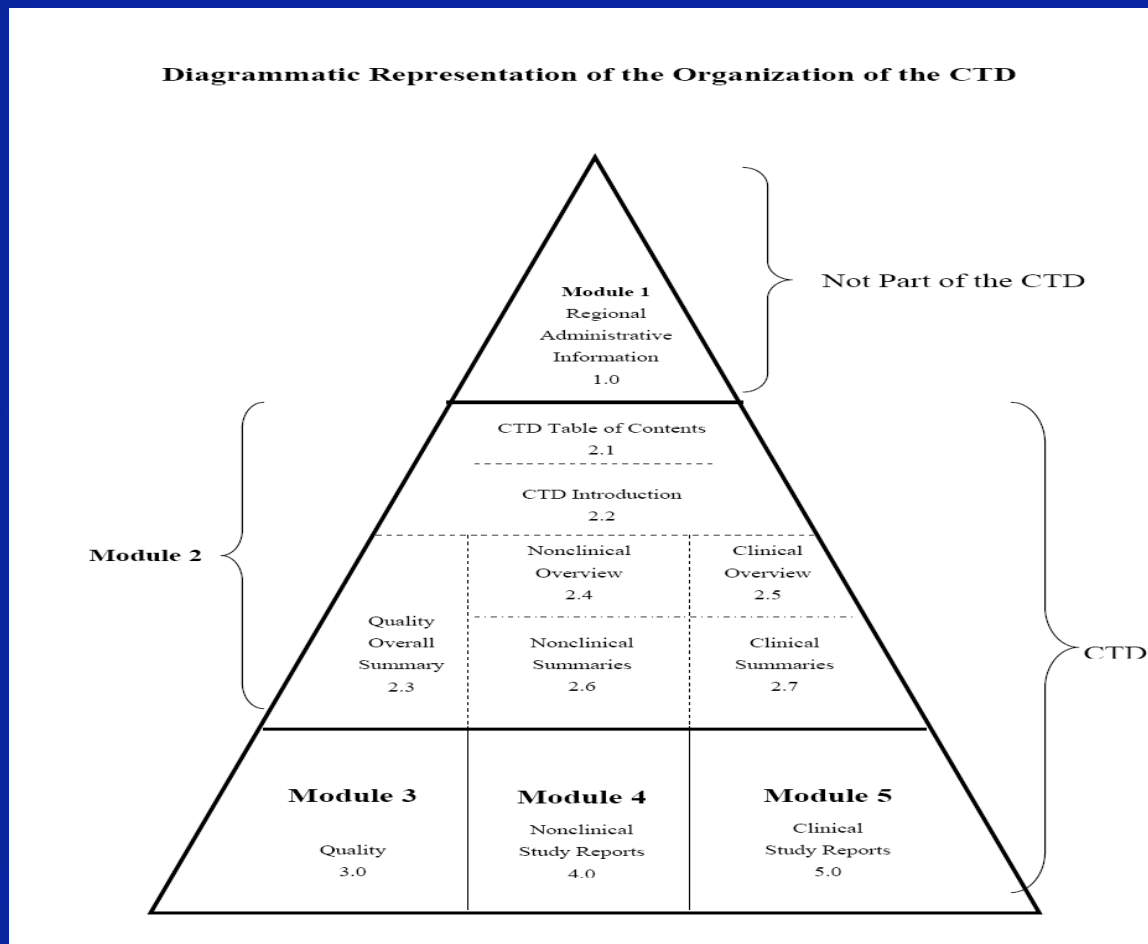 Diagrammatic Representation of the Organization of the CTD
Module 1
Regional
Administrative
Information
1.0
Not Part of the CTD
CTD Table of Contents
2.1
CTD Introduction
2.2
Module 2
Nonclinical
Overview
2.4
Clinical
Overview
2.5
Quality
Overall
Summary
2.3
Nonclinical
Summaries
2.6
Clinical
Summaries
2.7
CTD
Module 3
Quality
3.0
Module 4
Nonclinical
Study Reports
4.0
Module 5
Clinical
Study Reports
5.0